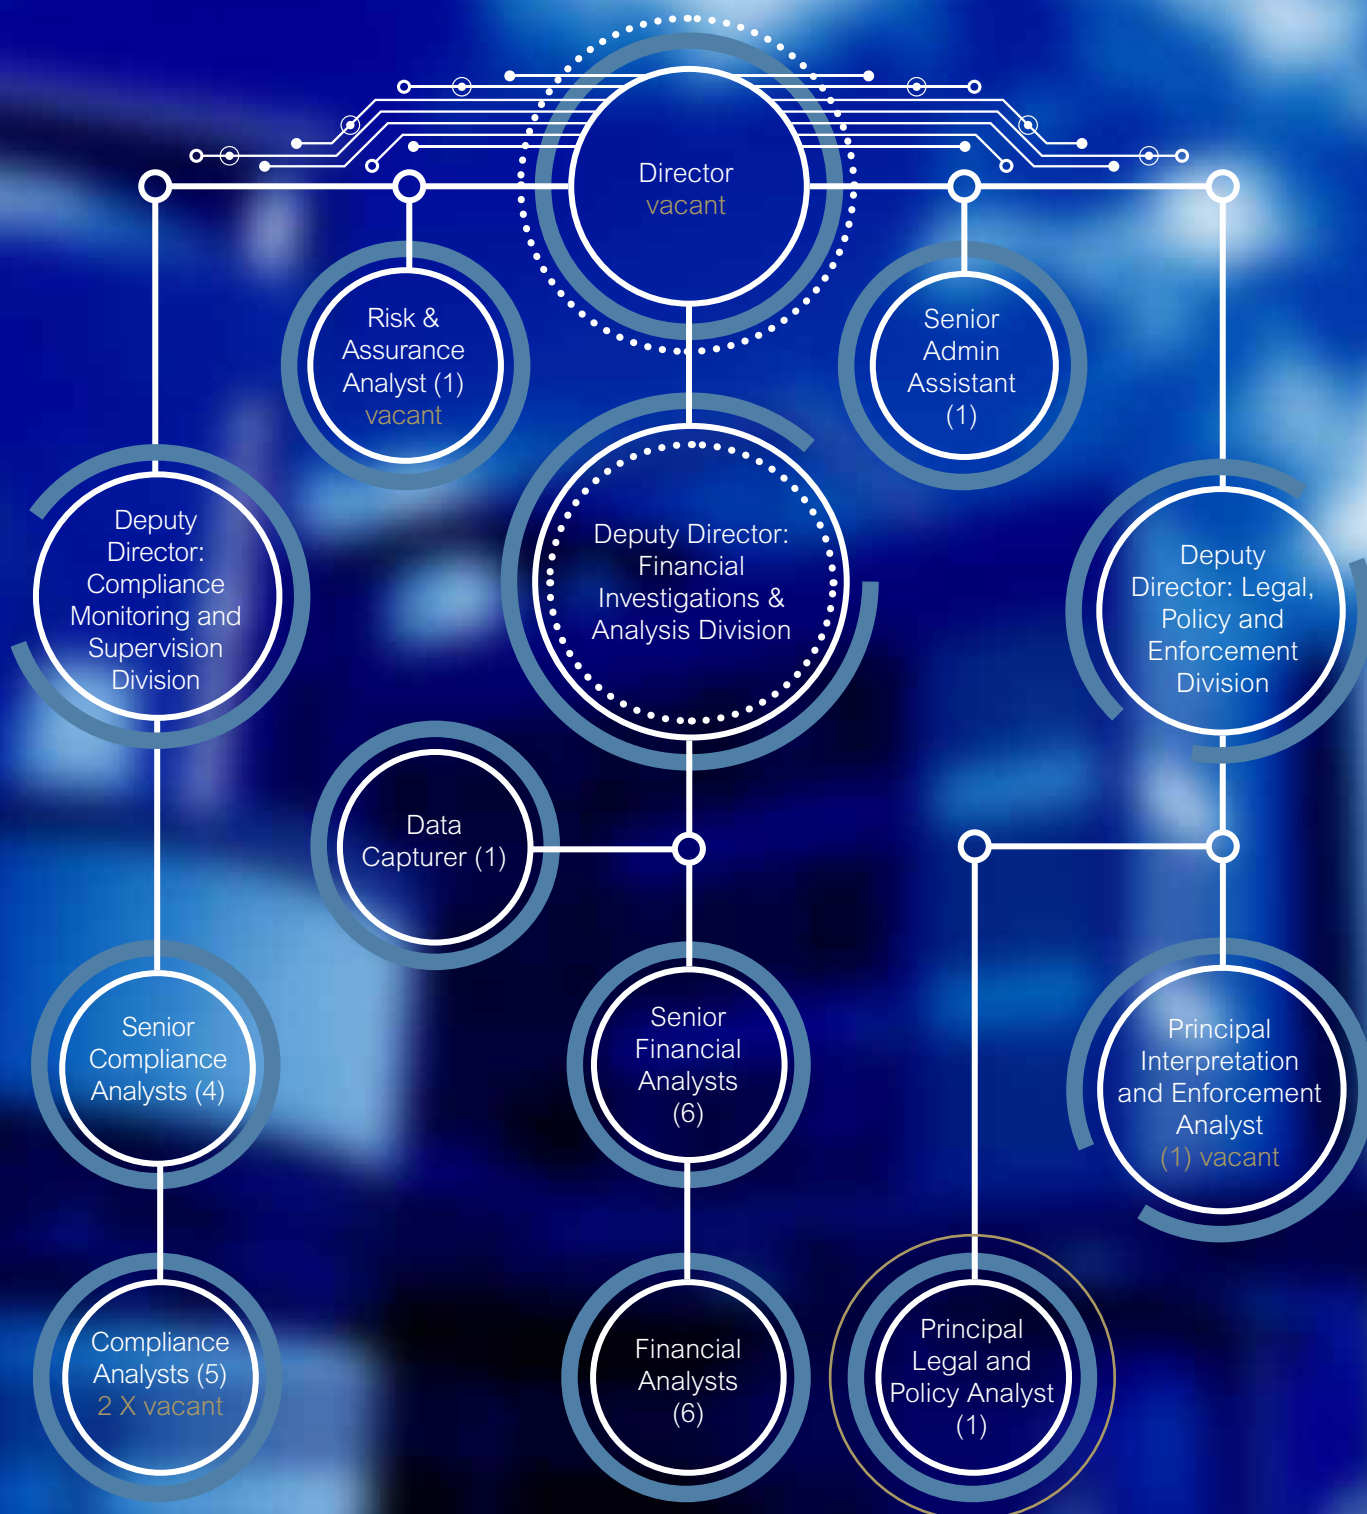 Director
vacant
Risk &
Assurance
Analyst (1)
vacant
Senior
Admin
Assistant
(1)
Deputy
Director:
Compliance
Monitoring and
Supervision
Division
Deputy Director:
Financial
Investigations &
Analysis Division
Deputy
Director: Legal,
Policy and
Enforcement
Division
Data
Capturer (1)
Senior
Compliance
Analysts (4)
Senior
Financial
Analysts
(6)
Principal
Interpretation
and Enforcement
Analyst
(1) vacant
Compliance
Analysts (5)
2 X vacant
Financial
Analysts
(6)
Principal
Legal and
Policy Analyst
(1)